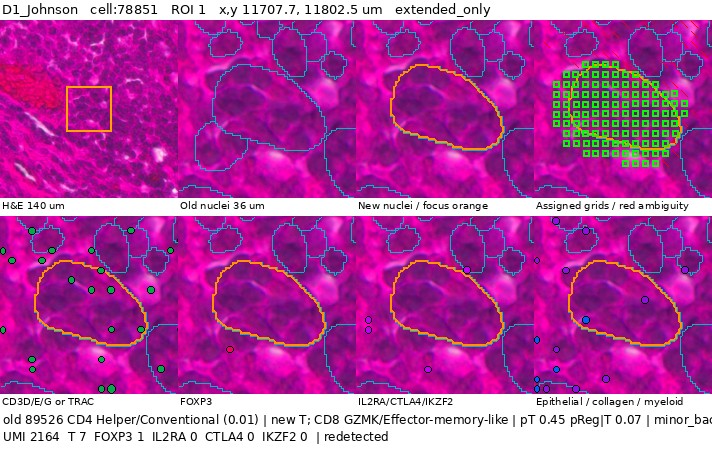 D1_Johnson   cell:78851   ROI 1   x,y 11707.7, 11802.5 um   extended_only
H&E 140 um
Old nuclei 36 um
New nuclei / focus orange
Assigned grids / red ambiguity
CD3D/E/G or TRAC
FOXP3
IL2RA/CTLA4/IKZF2
Epithelial / collagen / myeloid
old 89526 CD4 Helper/Conventional (0.01) | new T; CD8 GZMK/Effector-memory-like | pT 0.45 pReg|T 0.07 | minor_bac
UMI 2164  T 7  FOXP3 1  IL2RA 0  CTLA4 0  IKZF2 0  | redetected